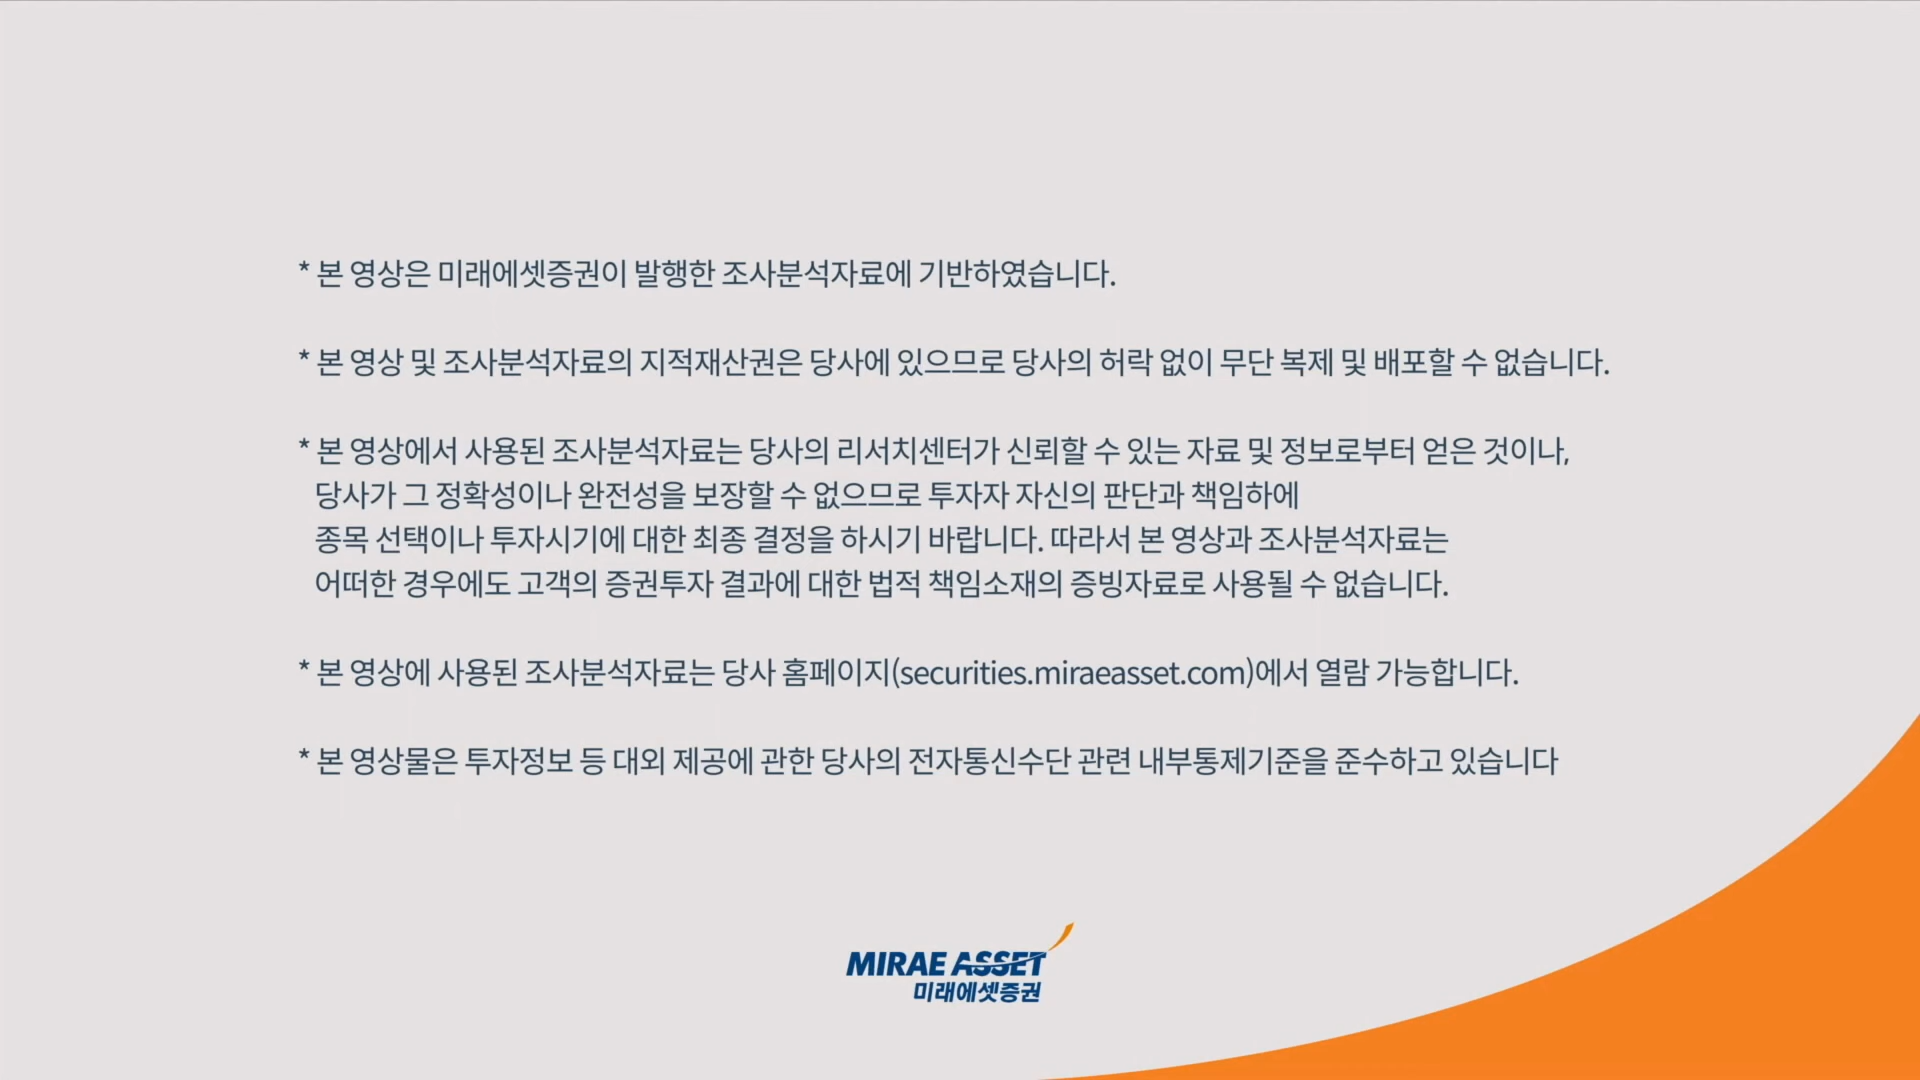 * 본 영상은 미래에셋증권이 발행한 조사분석자료에 기반하였습니다.
* 본 영상 및 조사분석자료의 지적재산권은 당사에 있으므로 당사의 허락 없이 무단 복제 및 배포할 수 없습니다.
* 본 영상에서 사용된 조사분석자료는 당사의 리서치센터가 신뢰할 수 있는 자료 및 정보로부터 얻은 것이나,
당사가 그 정확성이나 완전성을 보장할 수 없으므로 투자자 자신의 판단과 책임하에
종목 선택이나 투자시기에 대한 최종 결정을 하시기 바랍니다. 따라서 본 영상과 조사분석자료는
어떠한 경우에도 고객의 증권투자 결과에 대한 법적 책임소재의 증빙자료로 사용될 수 없습니다.
* 본 영상에 사용된 조사분석자료는 당사 홈페이지(securities.miraeasset.com)에서 열람 가능합니다.
* 본 영상물은 투자정보 등 대외 제공에 관한 당사의 전자통신수단 관련 내부통제기준을 준수하고 있습니다
MIRAE ASSET
미래에셋증권